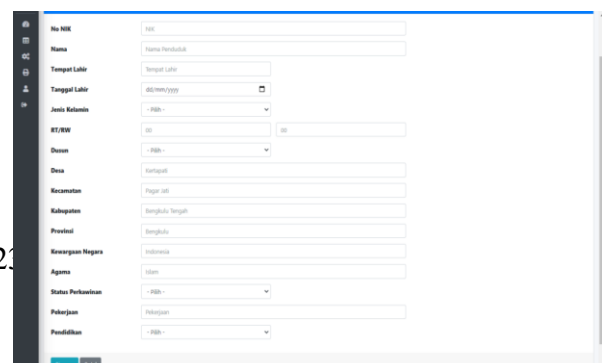 No NIK NIK
Nama Nama Penduduk
Tempat Lahir Tempat Lahir
Tanggal Lahir dd/mm/yyyy
Jenis Kelamin - Pilih -
RT/RW 00 00
Dusun - Pilih -
Desa Kertapati
Kecamatan Pagar Jati
Kabupaten Bengkulu Tengah
Provinsi Bengkulu
Kewargaan Negara Indonesia
Agama Islam
Status Perkawinan - Pilih -
Pekerjaan Pekerjaan
Pendidikan - Pilih -